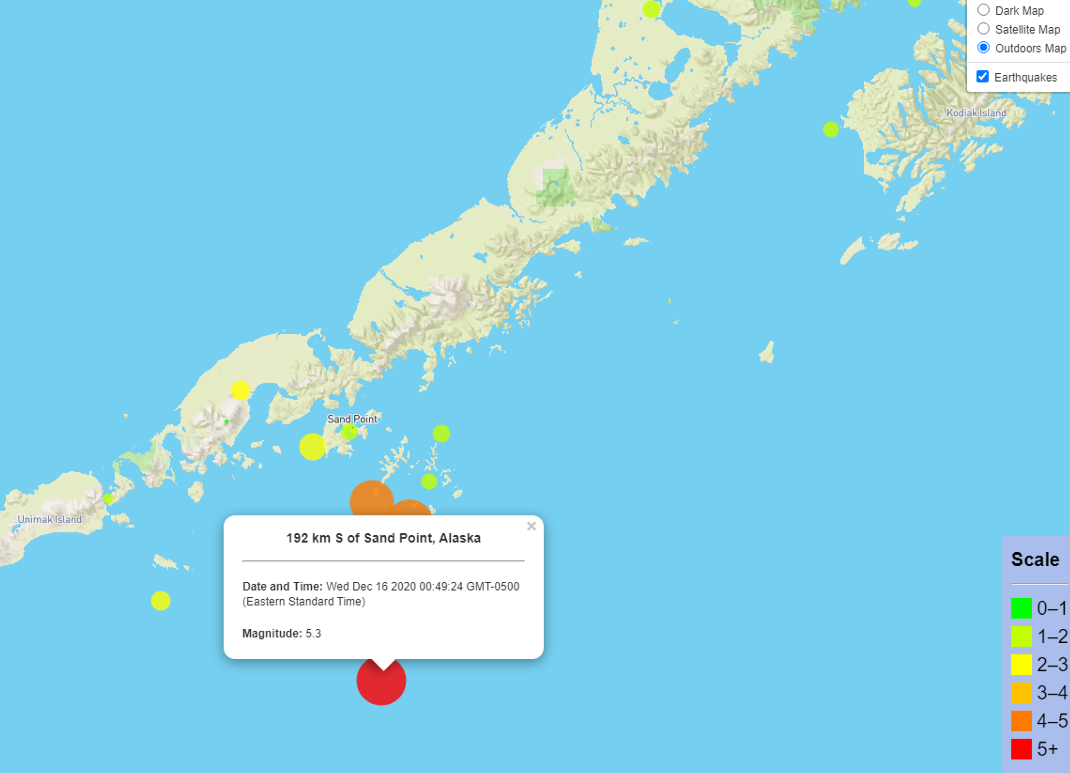 Dark Map
Satellite Map
Outdoors Map
Earthquakes
Kodiak Island
Sand Point
Unimak Island
×
192 km S of Sand Point, Alaska
Date and Time: Wed Dec 16 2020 00:49:24 GMT-0500
(Eastern Standard Time)
Magnitude: 5.3
Scale
0–1
1–2
2–3
3–4
4–5
5+